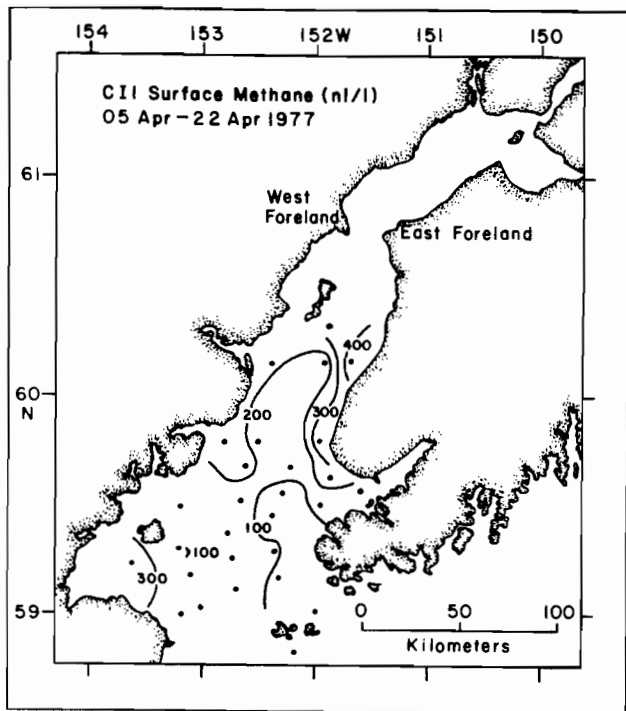 154 153 152W 151 150
CII Surface Methane (nl/l)
05 Apr-22 Apr 1977
61
West
Foreland
East Foreland
400
60
N
200
300
100
>100
300
59
0 50 100
Kilometers